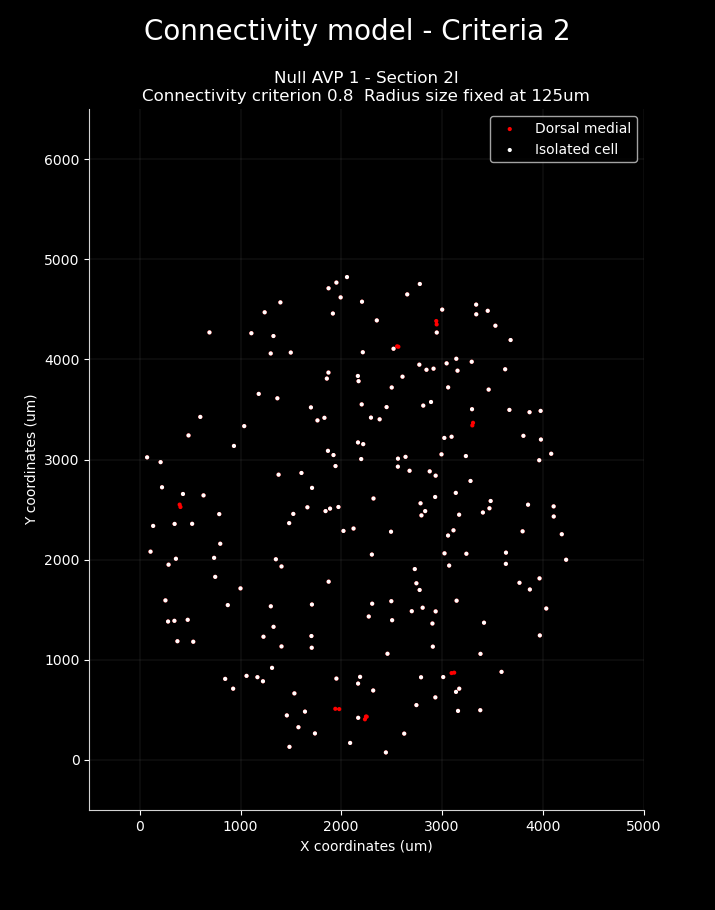 Connectivity model - Criteria 2
Null AVP 1 - Section 2I
Connectivity criterion 0.8  Radius size fixed at 125um
Dorsal medial
Isolated cell
6000
5000
4000
3000
2000
1000
0
Y coordinates (um)
0 1000 2000 3000 4000 5000
X coordinates (um)